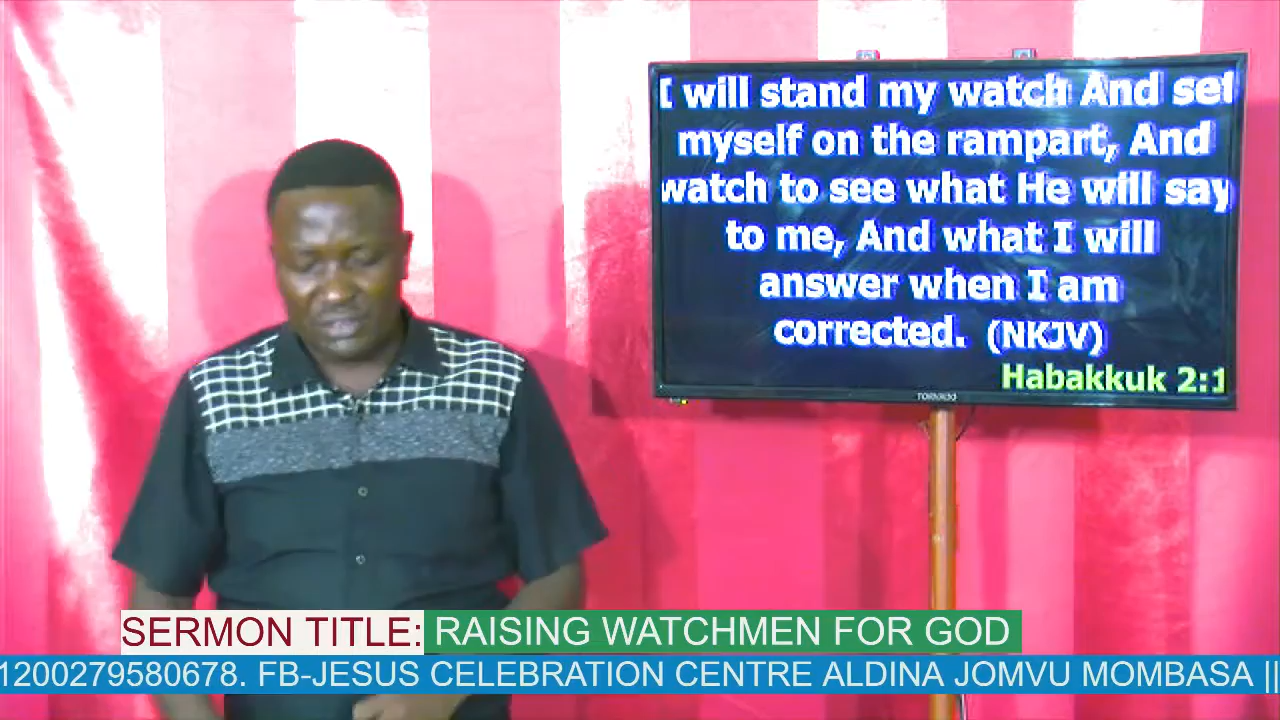 I will stand my watch And set
myself on the rampart, And
watch to see what He will say
to me, And what I will
answer when I am
corrected. (NKJV)
Habakkuk 2:1
TORNADO
SERMON TITLE: RAISING WATCHMEN FOR GOD
1200279580678. FB-JESUS CELEBRATION CENTRE ALDINA JOMVU MOMBASA ||